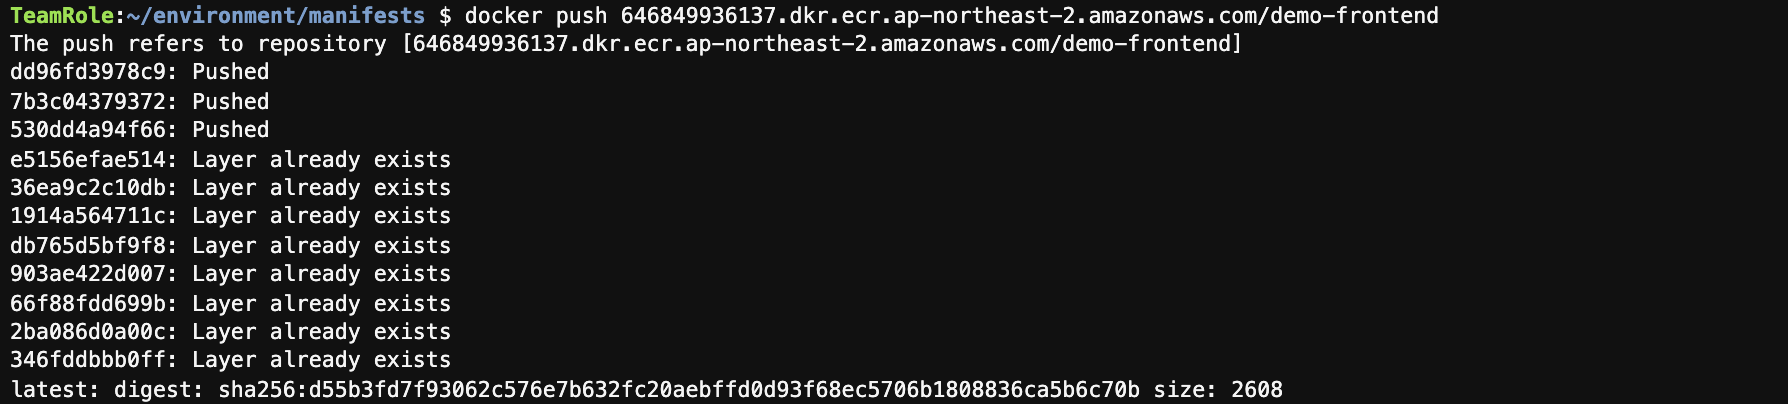 TeamRole:~/environment/manifests $ docker push 646849936137.dkr.ecr.ap-northeast-2.amazonaws.com/demo-frontend
The push refers to repository [646849936137.dkr.ecr.ap-northeast-2.amazonaws.com/demo-frontend]
dd96fd3978c9: Pushed
7b3c04379372: Pushed
530dd4a94f66: Pushed
e5156efae514: Layer already exists
36ea9c2c10db: Layer already exists
1914a564711c: Layer already exists
db765d5bf9f8: Layer already exists
903ae422d007: Layer already exists
66f88fdd699b: Layer already exists
2ba086d0a00c: Layer already exists
346fddbbb0ff: Layer already exists
latest: digest: sha256:d55b3fd7f93062c576e7b632fc20aebffd0d93f68ec5706b1808836ca5b6c70b size: 2608